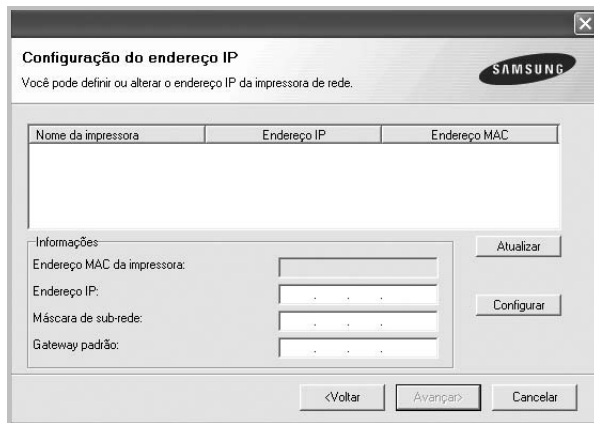 Configuração do endereço IP
Você pode definir ou alterar o endereço IP da impressora de rede.
SAMSUNG
Nome da impressora Endereço IP Endereço MAC
Informações
Atualizar
Endereço MAC da impressora:
Endereço IP:
Configurar
Máscara de sub-rede:
Gateway padrão:
<Voltar Avançar> Cancelar